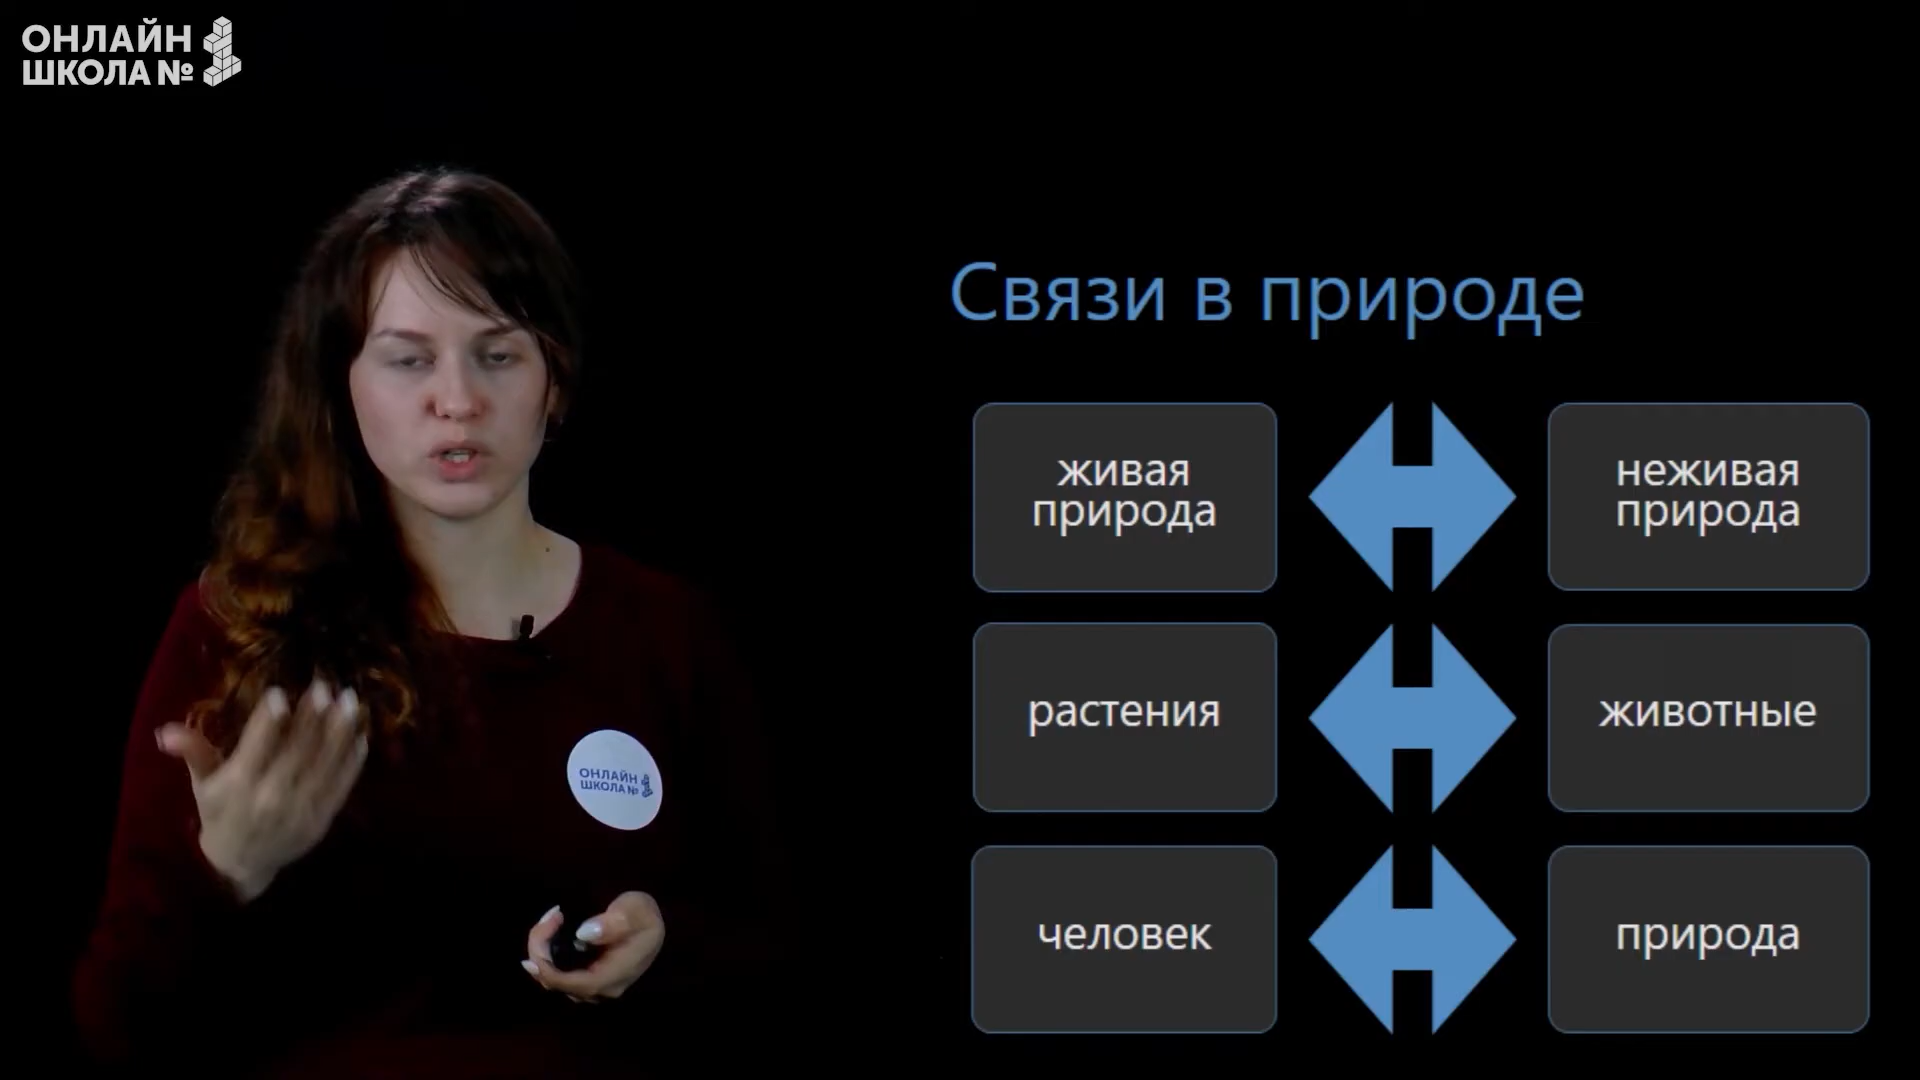 ОНЛАЙН
ШКОЛА №
Связи в природе
живая
природа
неживая
природа
растения
животные
человек
природа
ОНЛАЙН
ШКОЛА №